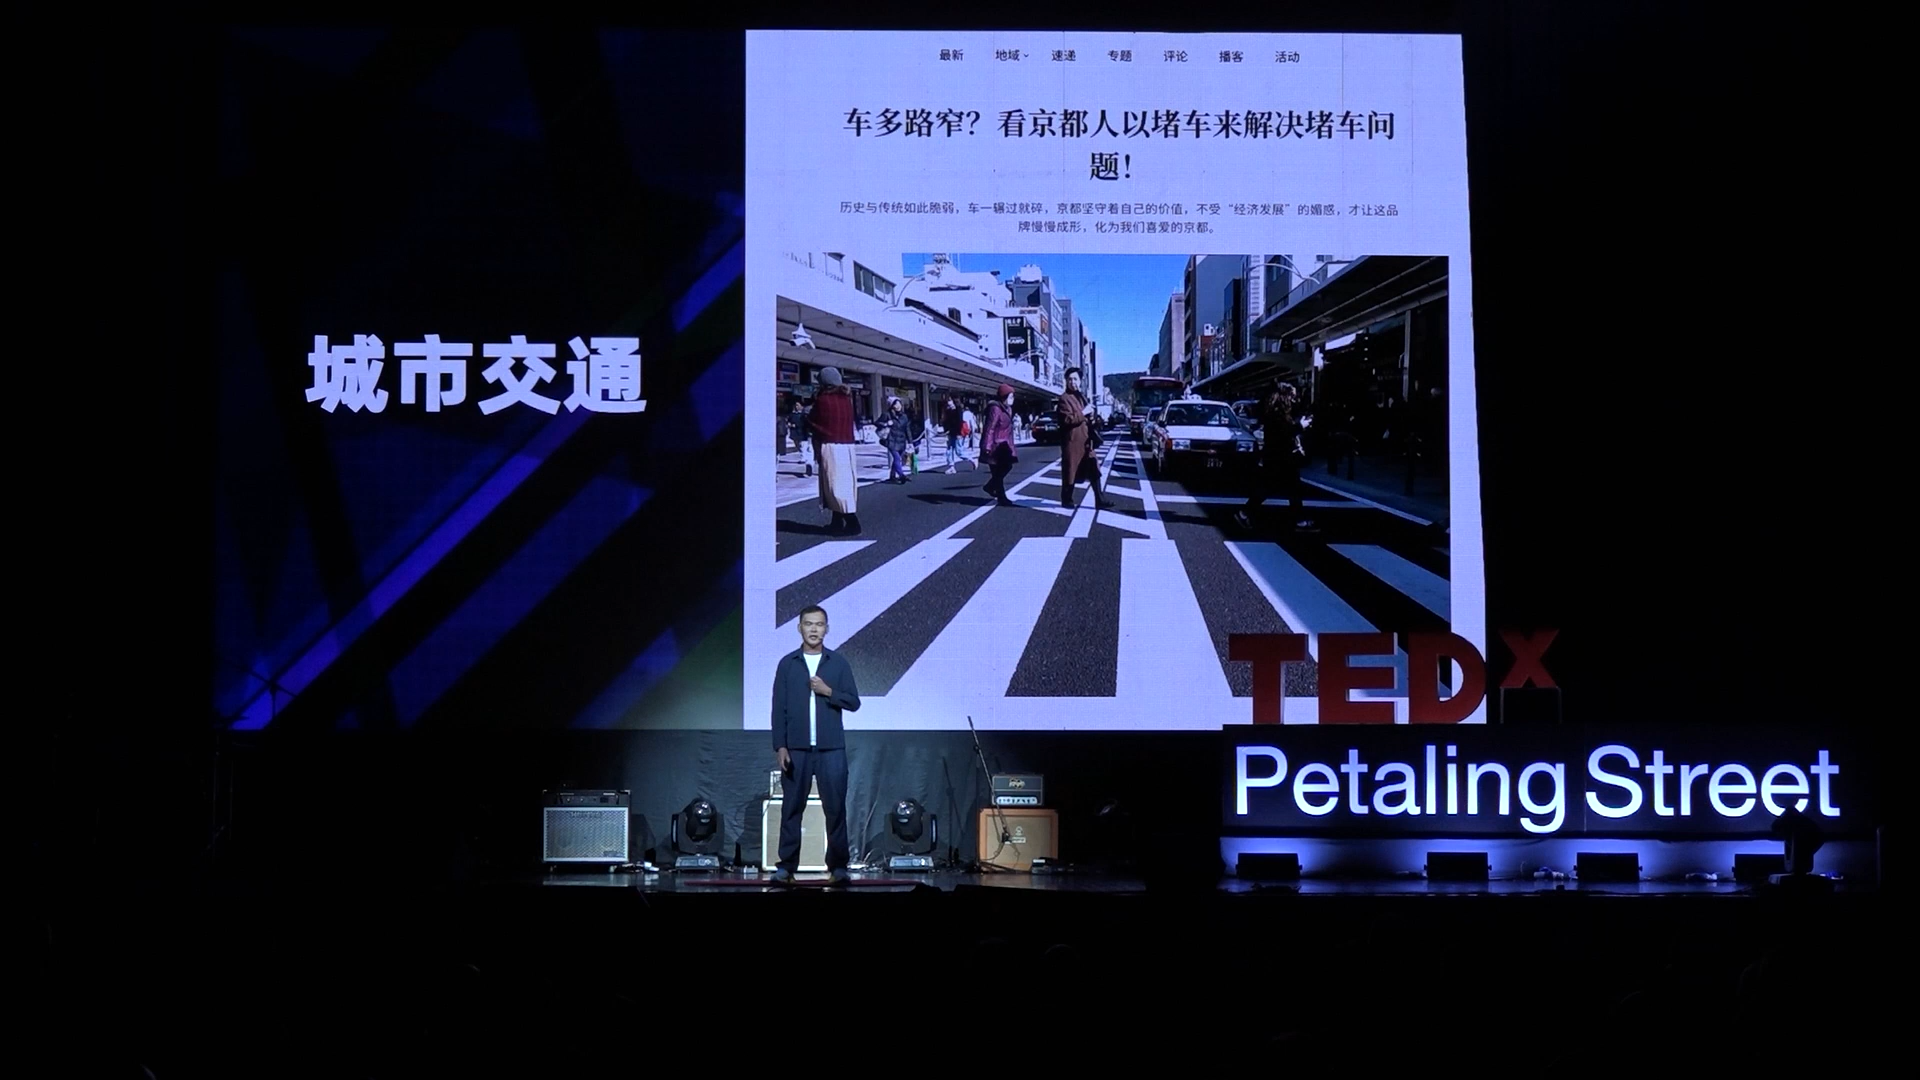 最新 地域 速递 专题 评论 播客 活动
车多路窄？看京都人以堵车来解决堵车问
题！
历史与传统如此脆弱，车一辗过就碎，京都坚守着自己的价值，不受“经济发展”的媚惑，才让这品
牌慢慢成形，化为我们喜爱的京都。
城市交通
TEDx
Petaling Street